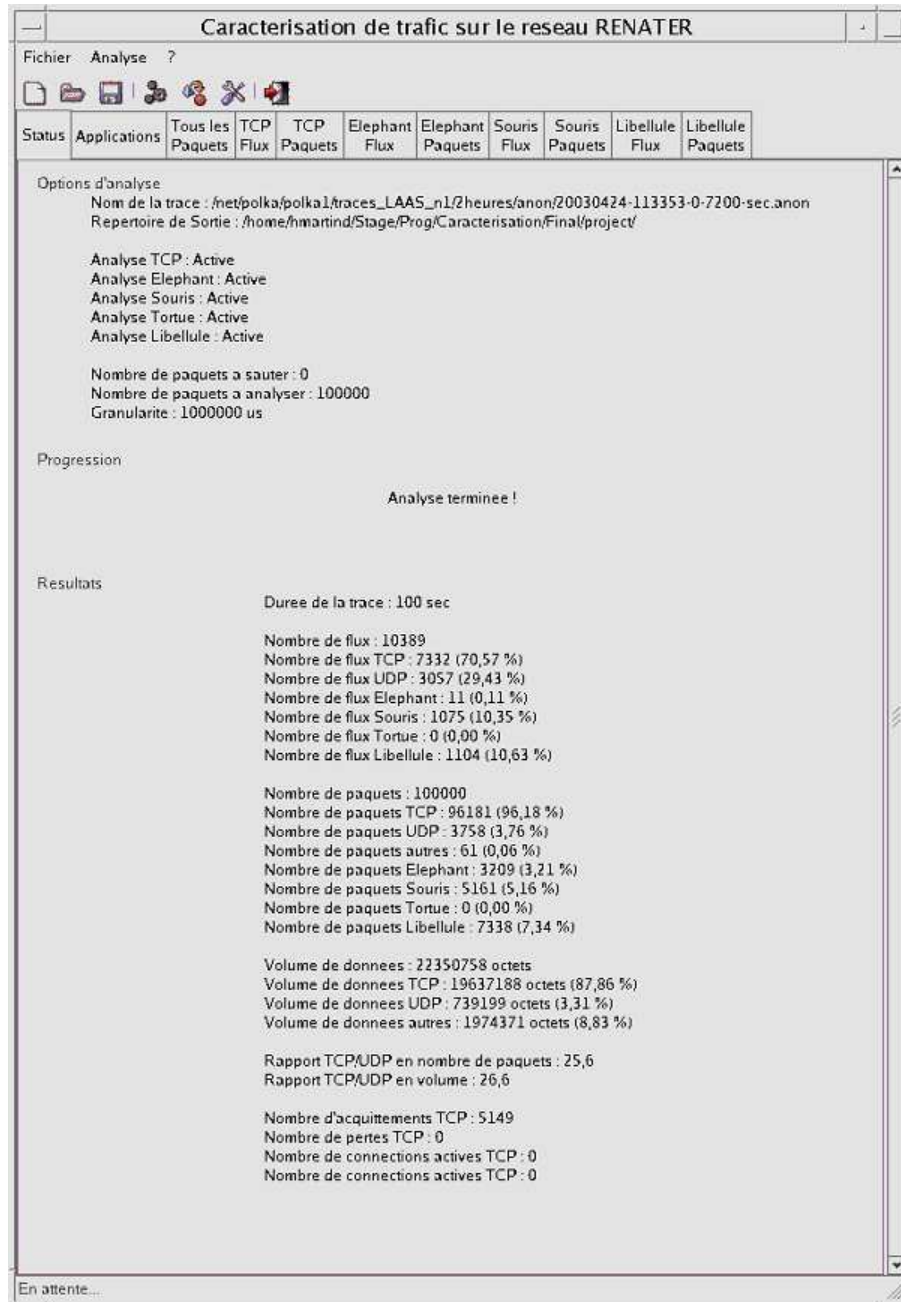 Caracterisation de trafic sur le reseau RENATER
Fichier Analyse ?
Status Applications Tous les Paquets TCP Flux TCP Paquets Elephant Flux Elephant Paquets Souris Flux Souris Paquets Libellule Flux Libellule Paquets
Options d'analyse
Nom de la trace : /net/polka/polka1/traces_LAAS_n1/2heures/anon/20030424-113353-0-7200-sec.anon
Repertoire de Sortie : /home/hmartind/Stage/Prog/Caracterisation/Final/project/
Analyse TCP : Active
Analyse Elephant : Active
Analyse Souris : Active
Analyse Tortue : Active
Analyse Libellule : Active
Nombre de paquets a sauter : 0
Nombre de paquets a analyser : 100000
Granularite : 1000000 us
Progression
Analyse terminee !
Resultats
Duree de la trace : 100 sec
Nombre de flux : 10389
Nombre de flux TCP : 7332 (70,57 %)
Nombre de flux UDP : 3057 (29,43 %)
Nombre de flux Elephant : 11 (0,11 %)
Nombre de flux Souris : 1075 (10,35 %)
Nombre de flux Tortue : 0 (0,00 %)
Nombre de flux Libellule : 1104 (10,63 %)
Nombre de paquets : 100000
Nombre de paquets TCP : 96181 (96,18 %)
Nombre de paquets UDP : 3758 (3,76 %)
Nombre de paquets autres : 61 (0,06 %)
Nombre de paquets Elephant : 3209 (3,21 %)
Nombre de paquets Souris : 5161 (5,16 %)
Nombre de paquets Tortue : 0 (0,00 %)
Nombre de paquets Libellule : 7338 (7,34 %)
Volume de donnees : 22350758 octets
Volume de donnees TCP : 19637188 octets (87,86 %)
Volume de donnees UDP : 739199 octets (3,31 %)
Volume de donnees autres : 1974371 octets (8,83 %)
Rapport TCP/UDP en nombre de paquets : 25,6
Rapport TCP/UDP en volume : 26,6
Nombre d'acquittements TCP : 5149
Nombre de pertes TCP : 0
Nombre de connections actives TCP : 0
Nombre de connections actives TCP : 0
En attente...